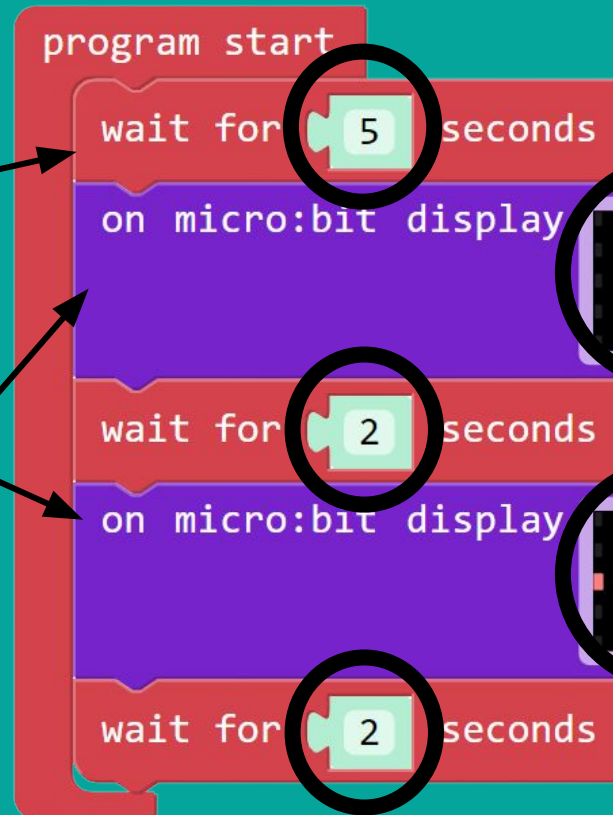 program start
wait for 5 seconds
on micro:bit display
wait for 2 seconds
on micro:bit display
wait for 2 seconds